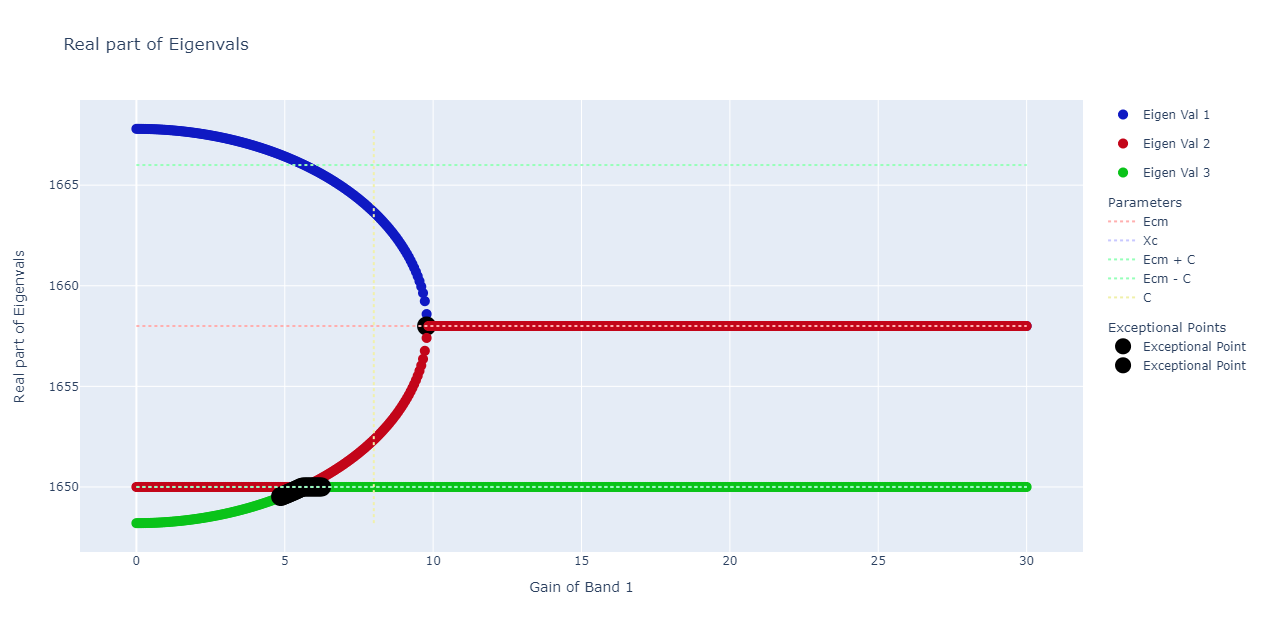 Real part of Eigenvals
Real part of Eigenvals
1665
1660
1655
1650
0 5 10 15 20 25 30
Gain of Band 1
Eigen Val 1
Eigen Val 2
Eigen Val 3
Parameters
Ecm
Xc
Ecm + C
Ecm - C
C
Exceptional Points
Exceptional Point
Exceptional Point